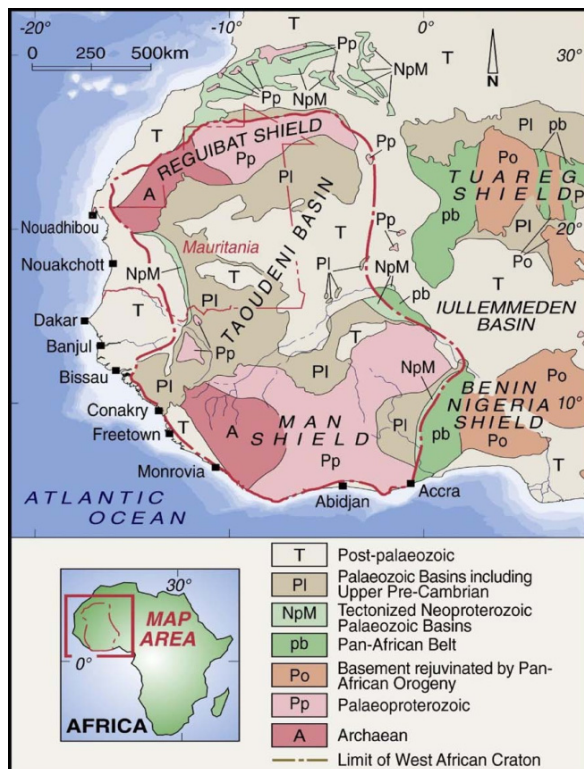 -20°
-10°
-0°
0
250
500km
T
Pp
T
N
30°
NpM
Pp
NpM
T
REGUIBAT SHIELD
Pp
Pp
Pl
Po
pb
A
Pl
TUAREG
SHIELD
P
pb
Pl
20°
Po
Nouadhibou
Mauritania
TAOUDENI BASIN
T
Pp
Nouakchott
NpM
T
Pl
NpM
T
pb
IULLEMMEDEN
BASIN
Dakar
T
Pl
Banjul
Pp
Bissau
Pl
Pl
NpM
BENIN
NIGERIA
SHIELD
Po
10°
Conakry
T
MAN
SHIELD
A
Pl
pb
Po
Freetown
Pp
T
Monrovia
Abidjan
Accra
ATLANTIC
OCEAN
T Post-palaeozoic
Pl Palaeozoic Basins including
Upper Pre-Cambrian
NpM Tectonized Neoproterozoic
Palaeozoic Basins
pb Pan-African Belt
Po Basement rejuvinated by Pan-
African Orogeny
Pp Palaeoproterozoic
A Archaean
Limit of West African Craton
30°
MAP
AREA
0°
AFRICA